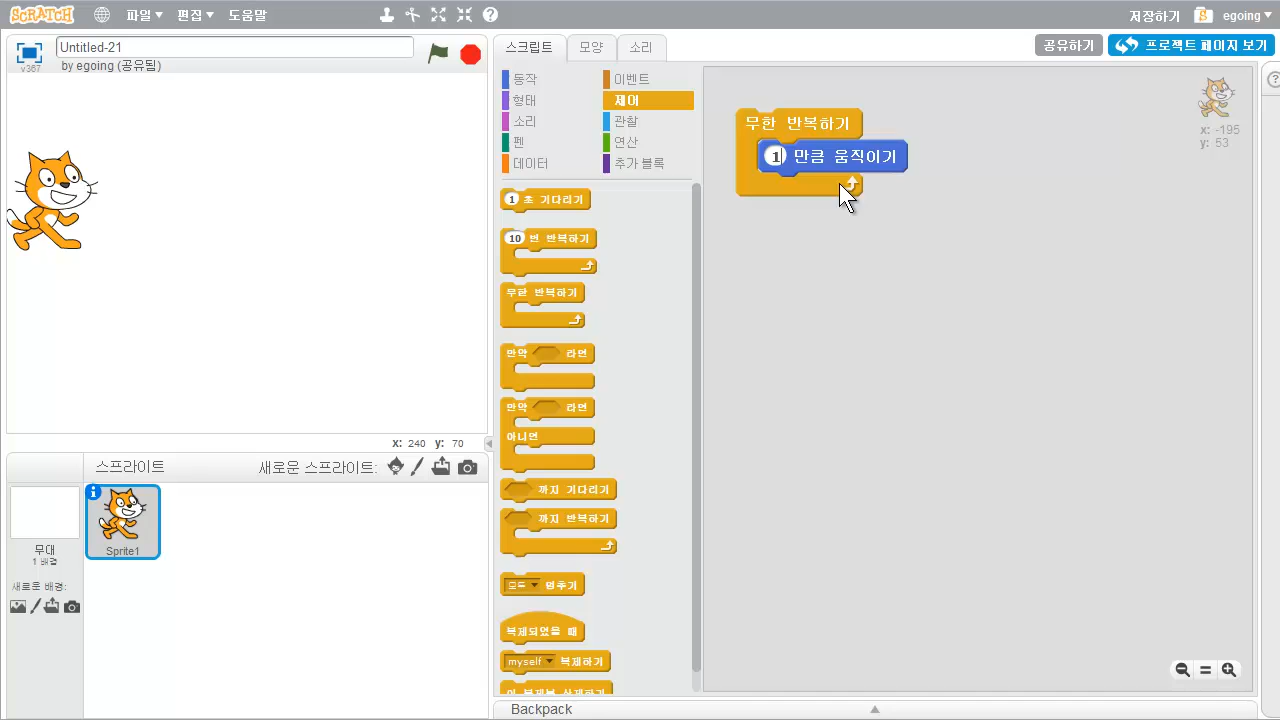 SCRATCH 파일 편집 도움말 저장하기 egoing
Untitled-21
by egoing (공유됨)
v367
스크립트 모양 소리
공유하기 프로젝트 페이지 보기
동작 이벤트
형태 제어
소리 관찰
펜 연산
데이터 추가 블록
1 초 기다리기
10 번 반복하기
무한 반복하기
만약 라면
만약 라면
아니면
까지 기다리기
까지 반복하기
모두 멈추기
복제되었을 때
myself 복제하기
이 복제본 삭제하기
무한 반복하기
1 만큼 움직이기
x: -195
y: 53
x: 240 y: 70
스프라이트 새로운 스프라이트:
Sprite1
무대
1 배경
새로운 배경:
Backpack